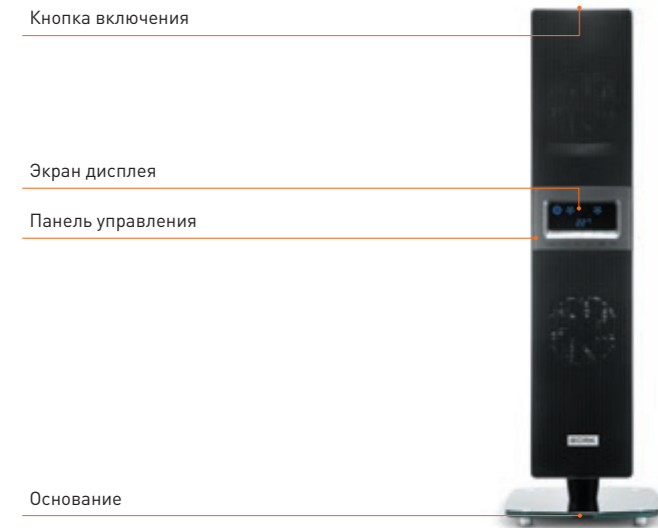 Кнопка включения
Экран дисплея
Панель управления
Основание